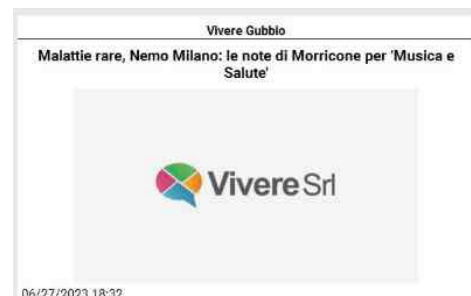 Vivere Gubbio
Malattie rare, Nemo Milano: le note di Morricone per 'Musica e
Salute'
Vivere Srl
06/27/2023 18:32